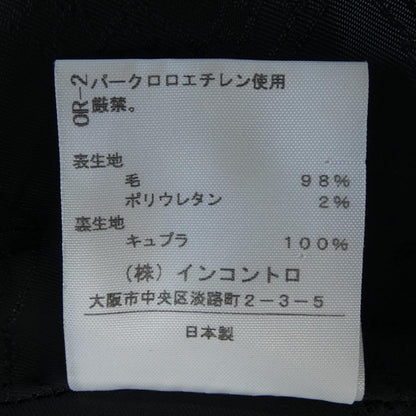 OR-2
パークロロエチレン使用
厳禁。
表生地
毛 98%
ポリウレタン 2%
裏生地
キュプラ 100%
(株)インコントロ
大阪市中央区淡路町2-3-5
日本製